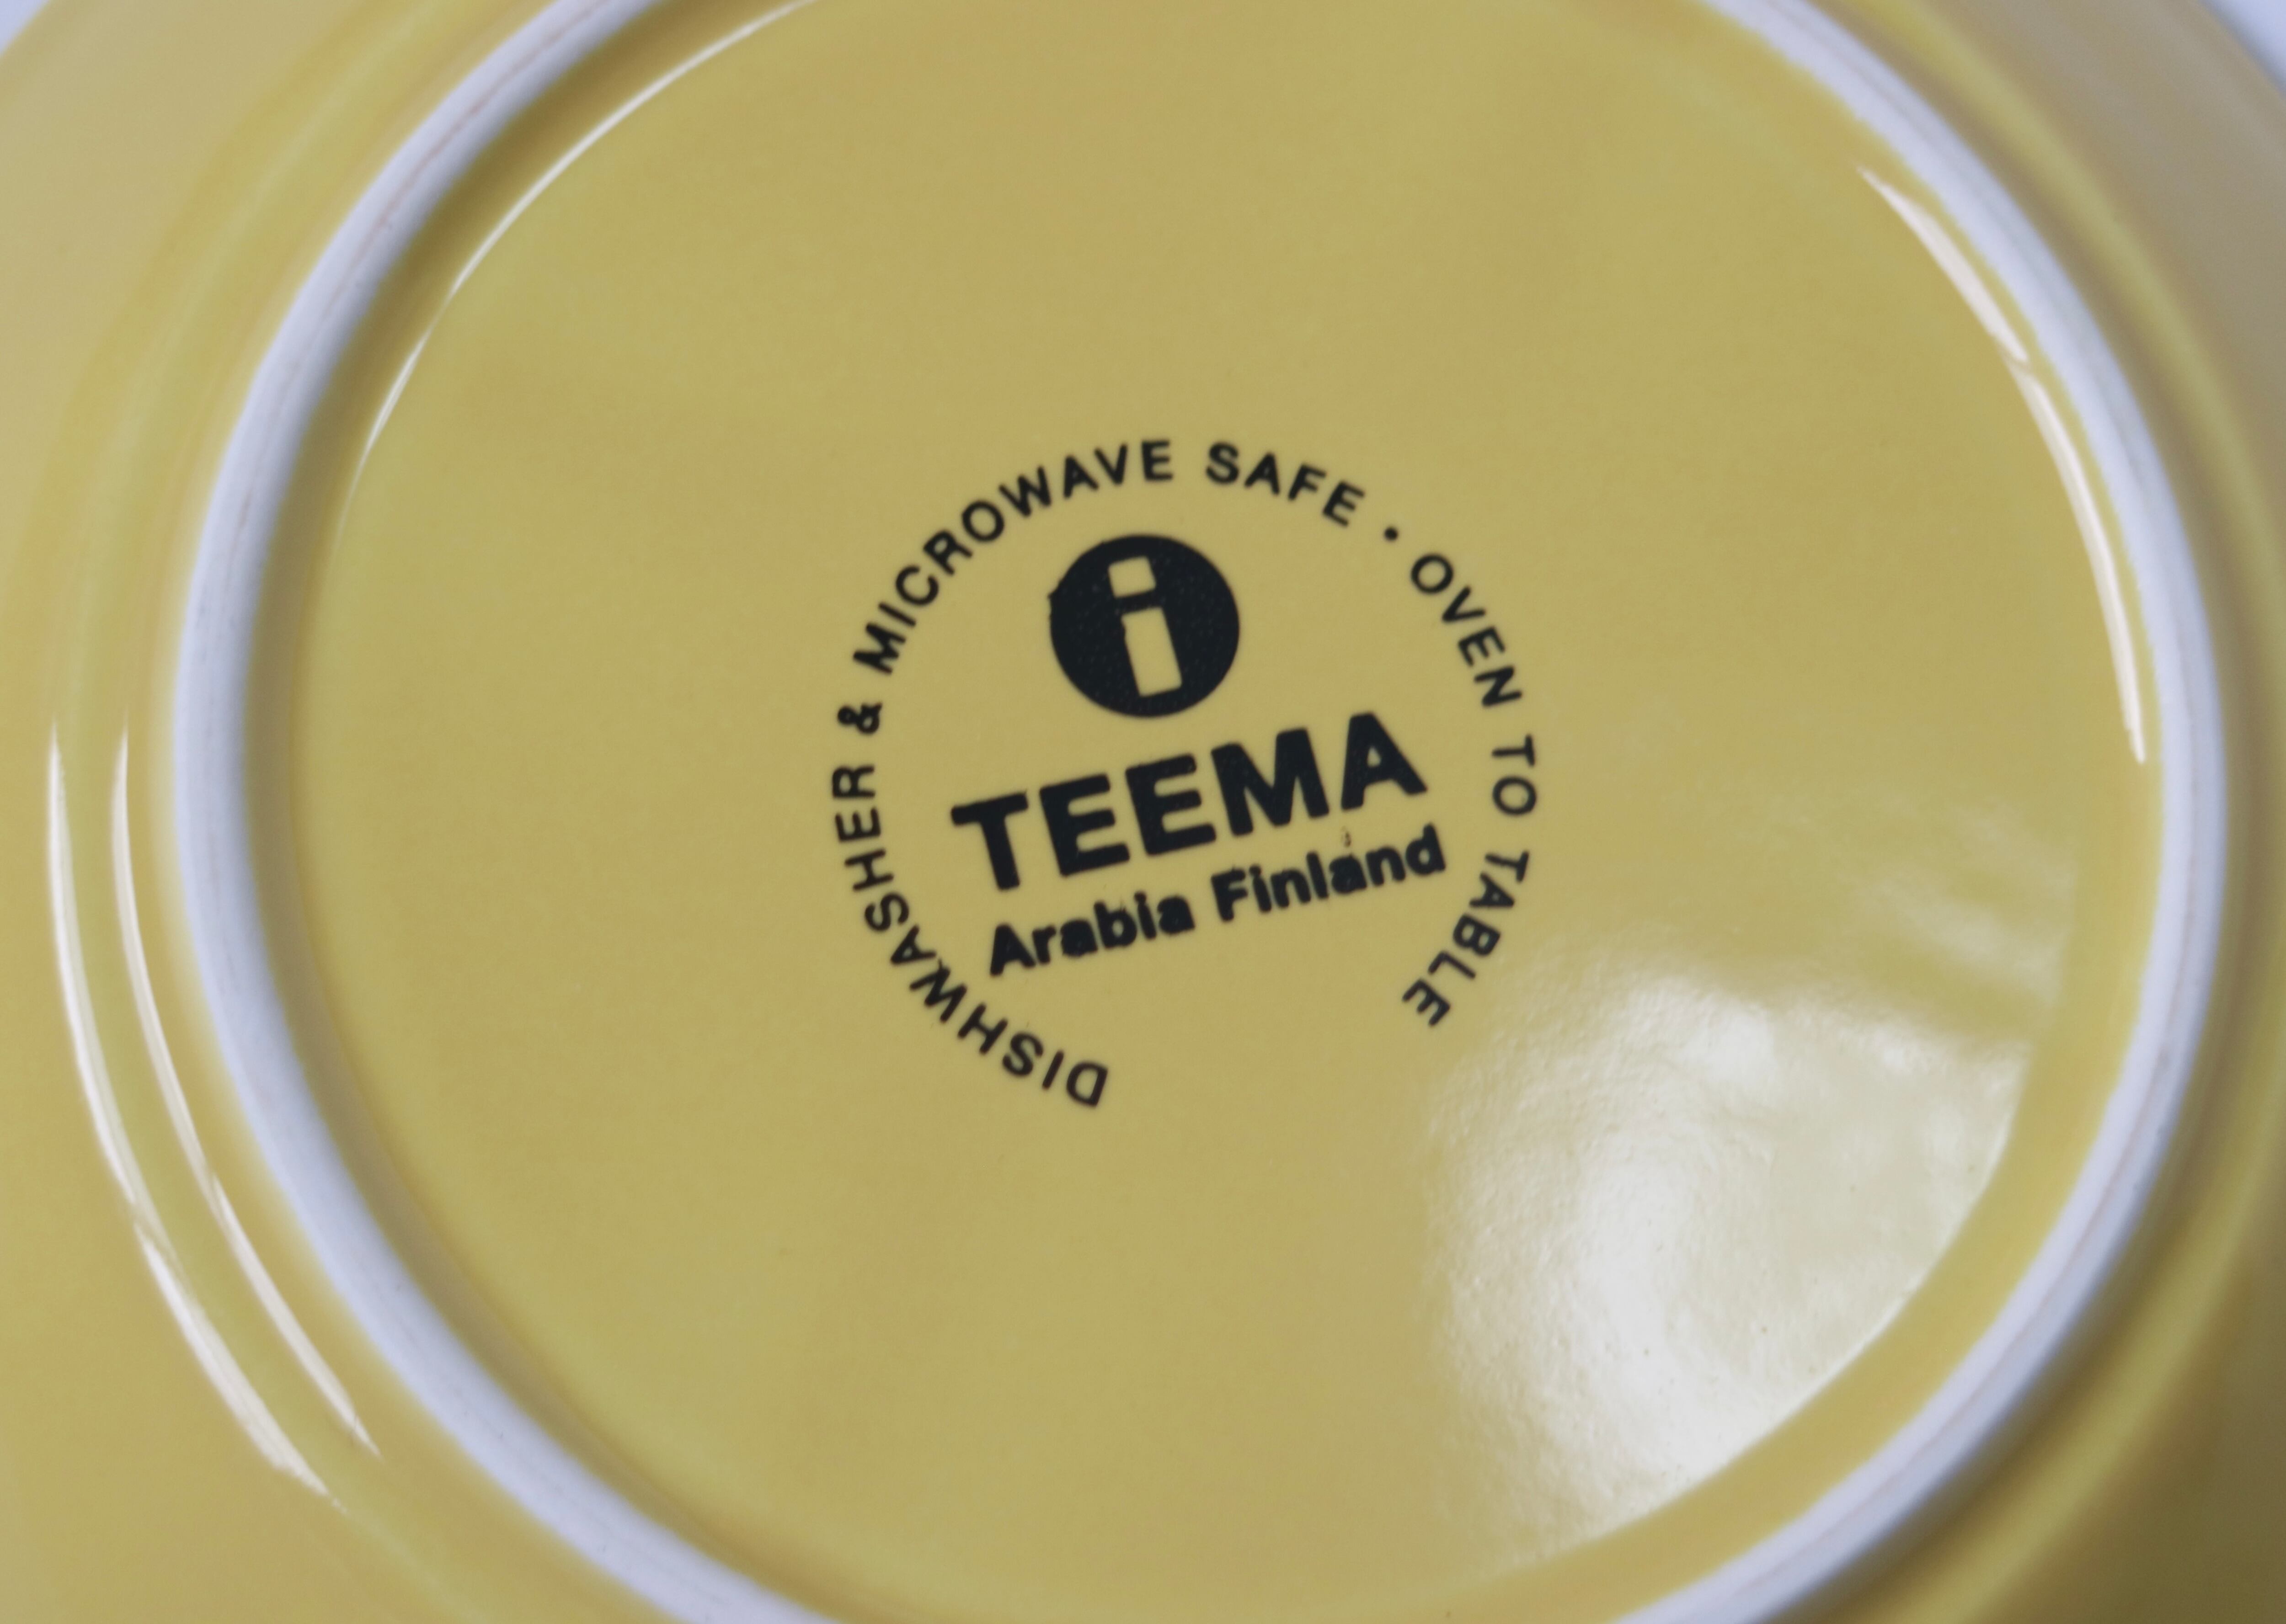 DISHWASHER & MICROWAVE SAFE • OVEN TO TABLE
i
TEEMA
Arabia Finland